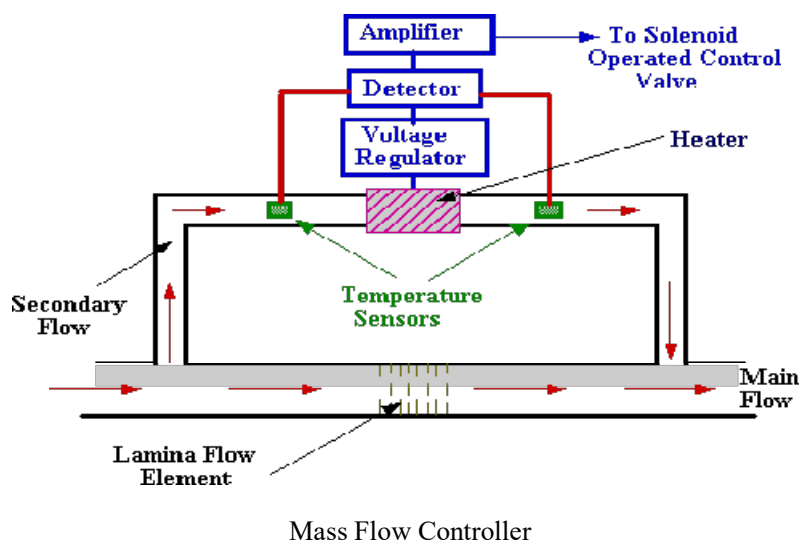 Amplifier
To Solenoid
Operated Control
Valve
Detector
Voltage
Regulator
Heater
Temperature
Sensors
Secondary
Flow
Main
Flow
Lamina Flow
Element
Mass Flow Controller